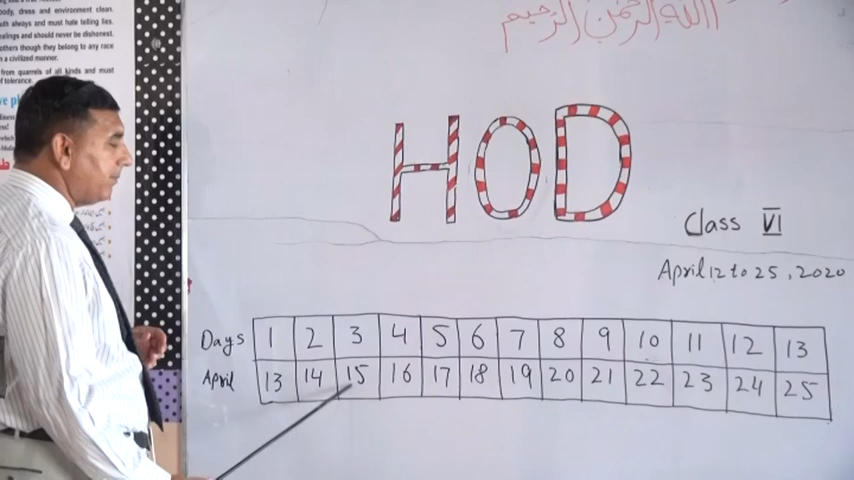 body, dress and environment clean.
uth always and must hate telling lies.
ealings and should never be dishonest.
others though they belong to any race
n a civilized manner.
from quarrels of all kinds and must
f tolerance.
الله الرحمن الرحيم
HOD
Class VI
April 12 to 25, 2020
Days 1 2 3 4 5 6 7 8 9 10 11 12 13
April 13 14 15 16 17 18 19 20 21 22 23 24 25